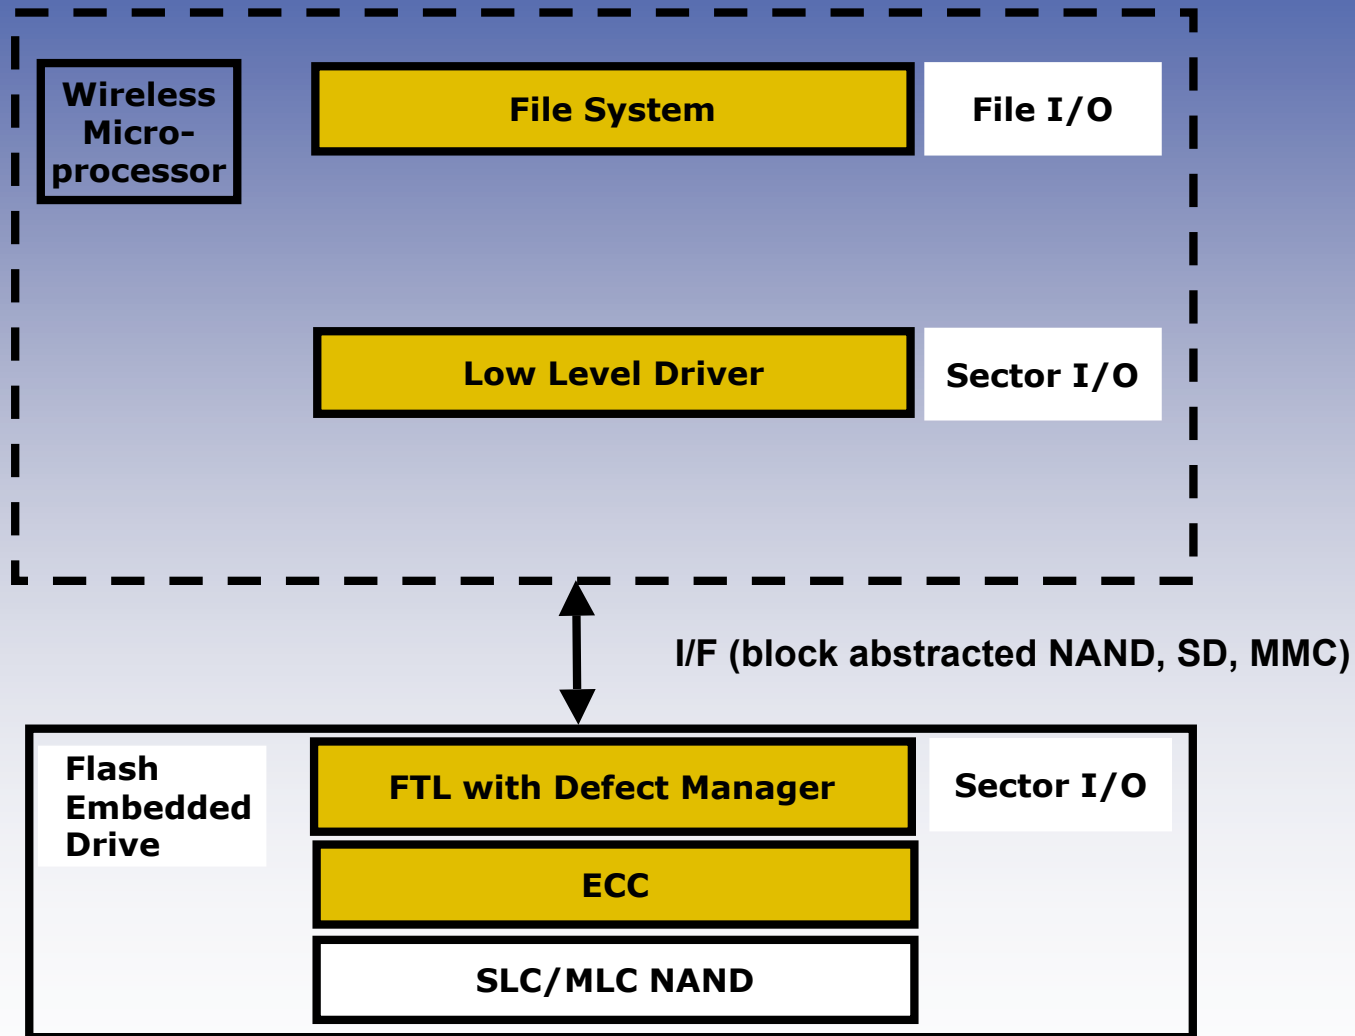 Wireless
Micro-
processor
File System
File I/O
Low Level Driver
Sector I/O
I/F (block abstracted NAND, SD, MMC)
Flash
Embedded
Drive
FTL with Defect Manager
Sector I/O
ECC
SLC/MLC NAND